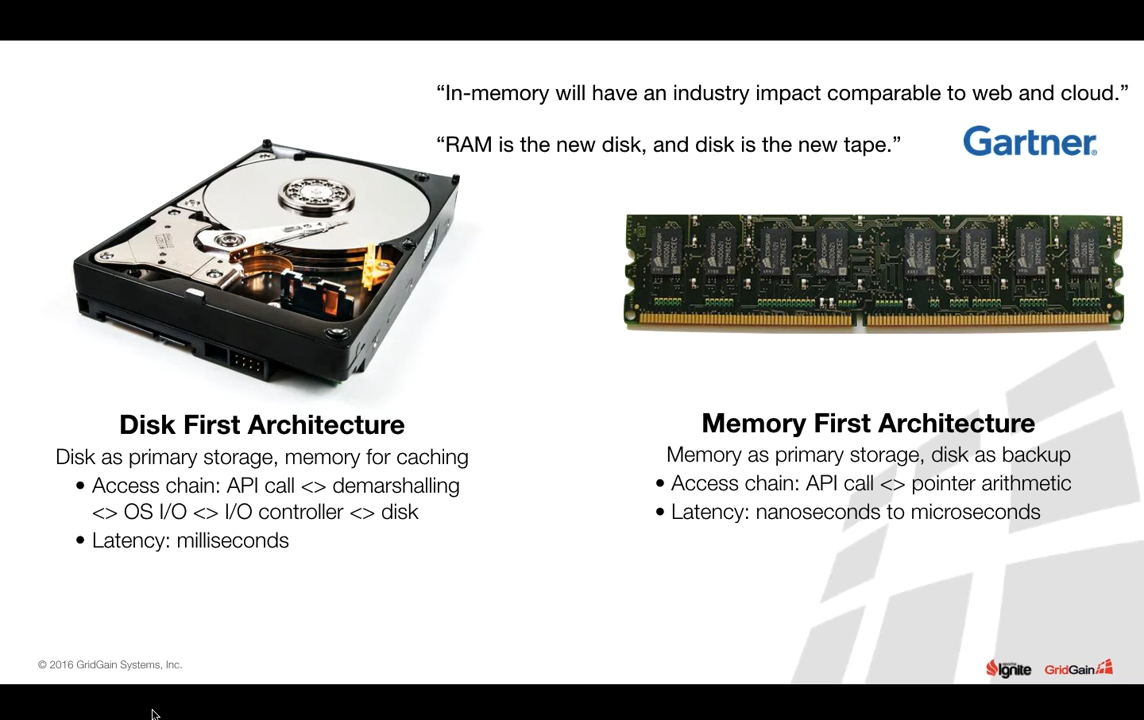 “In-memory will have an industry impact comparable to web and cloud.”
“RAM is the new disk, and disk is the new tape.”
Gartner®
Disk First Architecture
Disk as primary storage, memory for caching
• Access chain: API call <> demarshalling
<> OS I/O <> I/O controller <> disk
• Latency: milliseconds
Memory First Architecture
Memory as primary storage, disk as backup
• Access chain: API call <> pointer arithmetic
• Latency: nanoseconds to microseconds
© 2016 GridGain Systems, Inc.
Ignite
GridGain